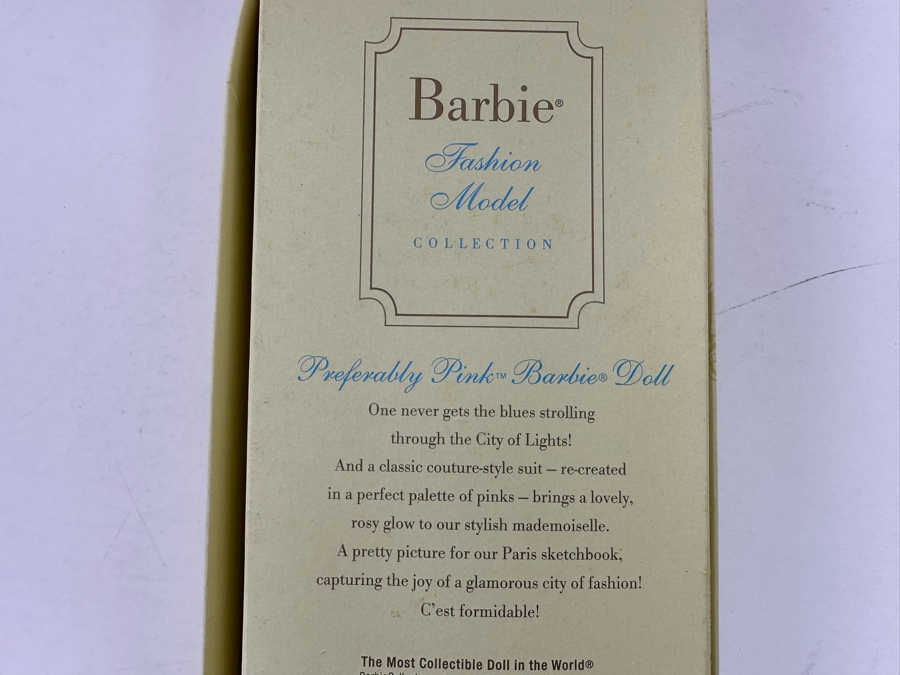 Barbie®
Fashion
Model
COLLECTION
Preferably Pink™ Barbie® Doll
One never gets the blues strolling
through the City of Lights!
And a classic couture-style suit – re-created
in a perfect palette of pinks – brings a lovely,
rosy glow to our stylish mademoiselle.
A pretty picture for our Paris sketchbook,
capturing the joy of a glamorous city of fashion!
C'est formidable!
The Most Collectible Doll in the World®